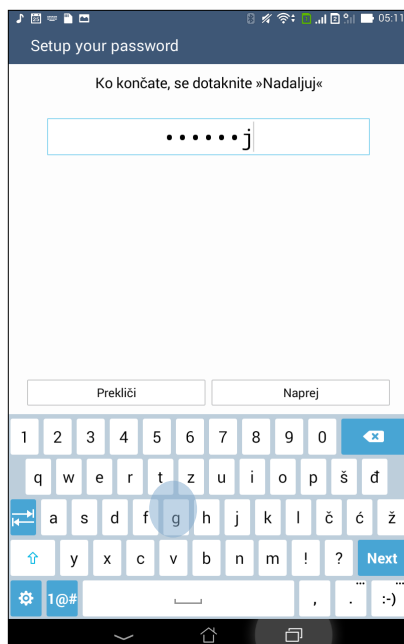 05:11
Setup your password
Ko končate, se dotaknite »Nadaljuj«
••••••j
Prekliči Naprej
1 2 3 4 5 6 7 8 9 0
q w e r t z u i o p š đ
a s d f g h j k l č ć ž
y x c v b n m ! ? Next
1@# , . :-)